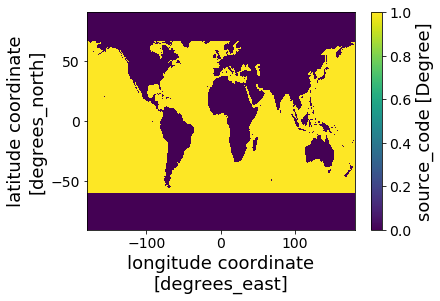 latitude coordinate
[degrees_north]
50
0
−50
−100
0
100
longitude coordinate
[degrees_east]
1.0
0.8
0.6
0.4
0.2
0.0
source_code [Degree]